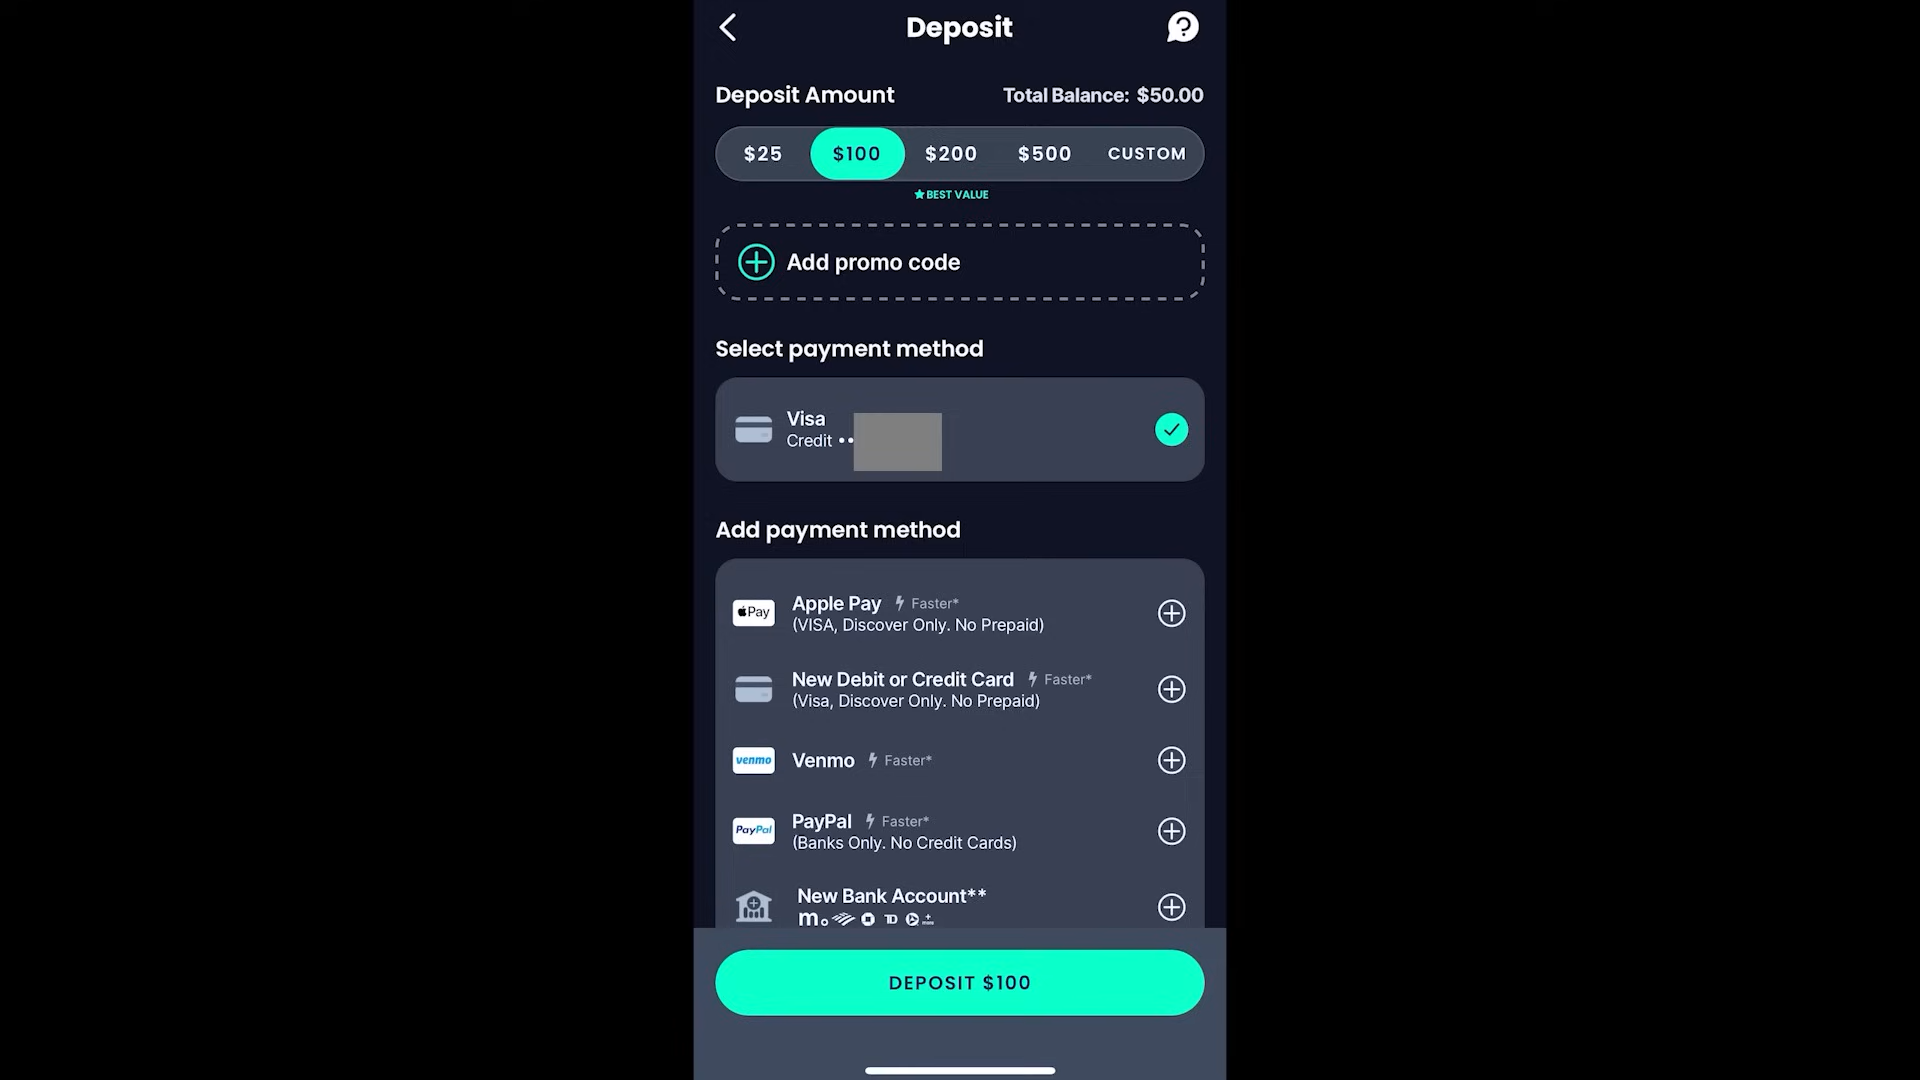 Deposit
Deposit Amount
Total Balance: $50.00
$25 $100 $200 $500 CUSTOM
BEST VALUE
Add promo code
Select payment method
Visa
Credit ••
Add payment method
Pay
Apple Pay Faster*
(VISA, Discover Only. No Prepaid)
New Debit or Credit Card Faster*
(Visa, Discover Only. No Prepaid)
venmo
Venmo Faster*
PayPal
PayPal Faster*
(Banks Only. No Credit Cards)
New Bank Account**
TD
DEPOSIT $100